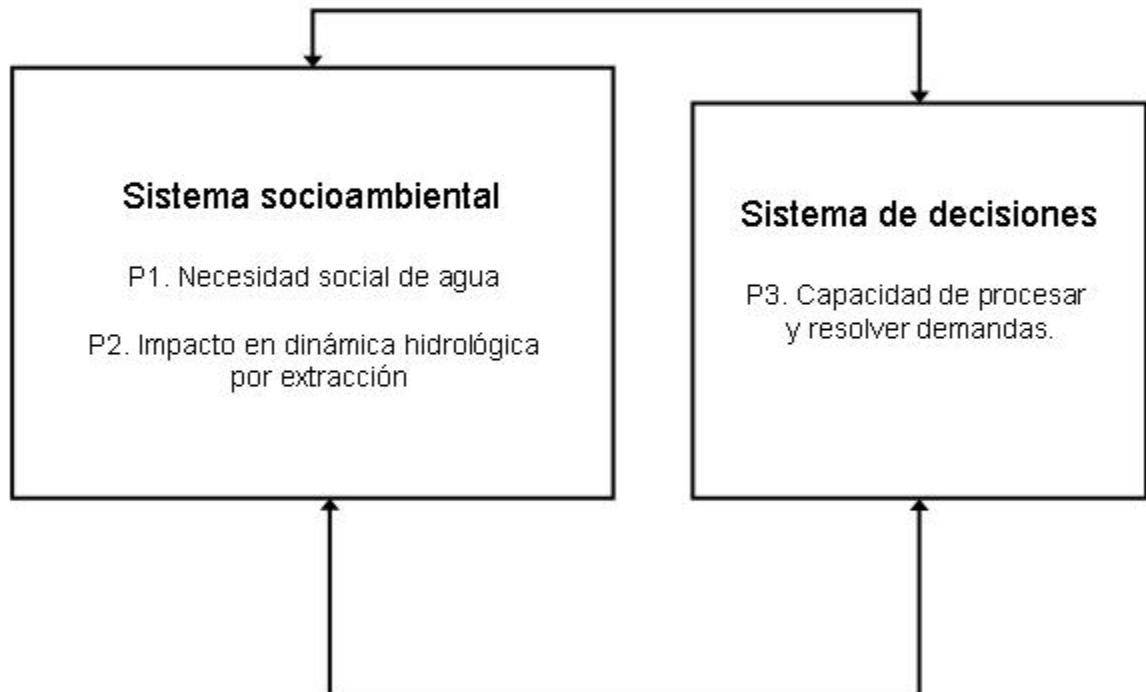 Sistema socioambiental
P1. Necesidad social de agua
P2. Impacto en dinámica hidrológica
por extracción
Sistema de decisiones
P3. Capacidad de procesar
y resolver demandas.